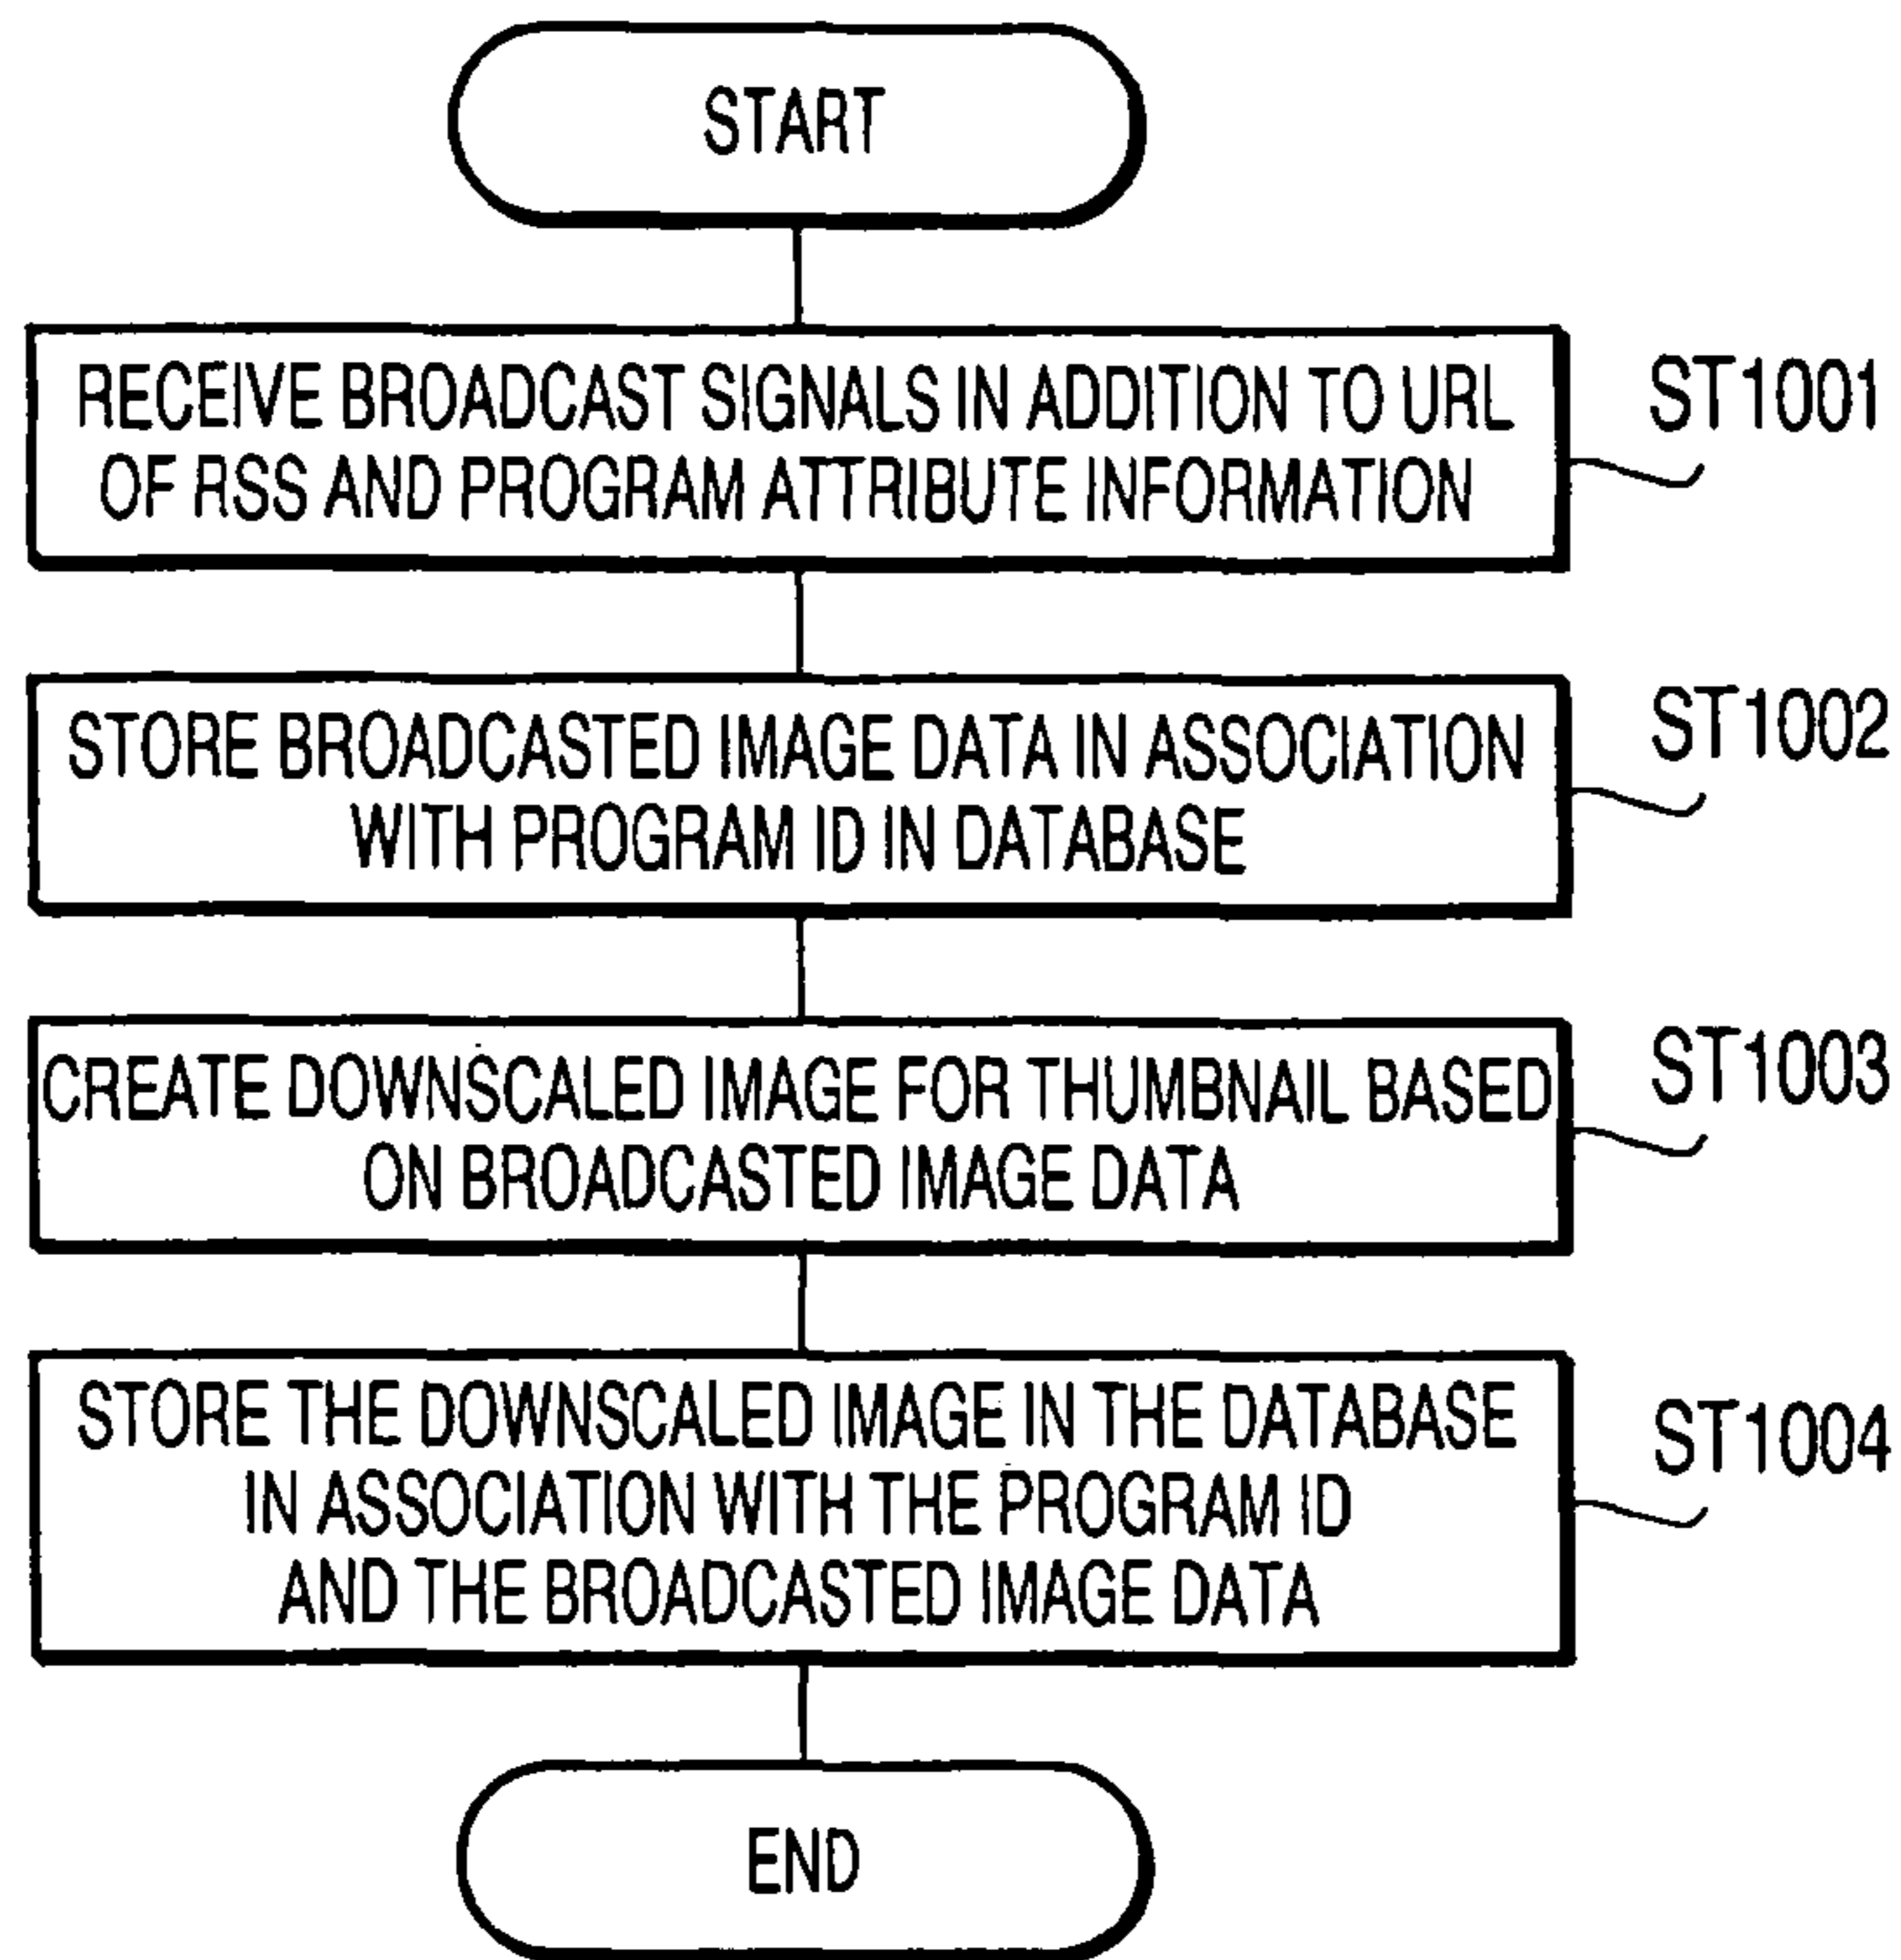 START
RECEIVE BROADCAST SIGNALS IN ADDITION TO URL
OF RSS AND PROGRAM ATTRIBUTE INFORMATION
ST1001
STORE BROADCASTED IMAGE DATA IN ASSOCIATION
WITH PROGRAM ID IN DATABASE
ST1002
CREATE DOWNSCALED IMAGE FOR THUMBNAIL BASED
ON BROADCASTED IMAGE DATA
ST1003
STORE THE DOWNSCALED IMAGE IN THE DATABASE
IN ASSOCIATION WITH THE PROGRAM ID
AND THE BROADCASTED IMAGE DATA
ST1004
END